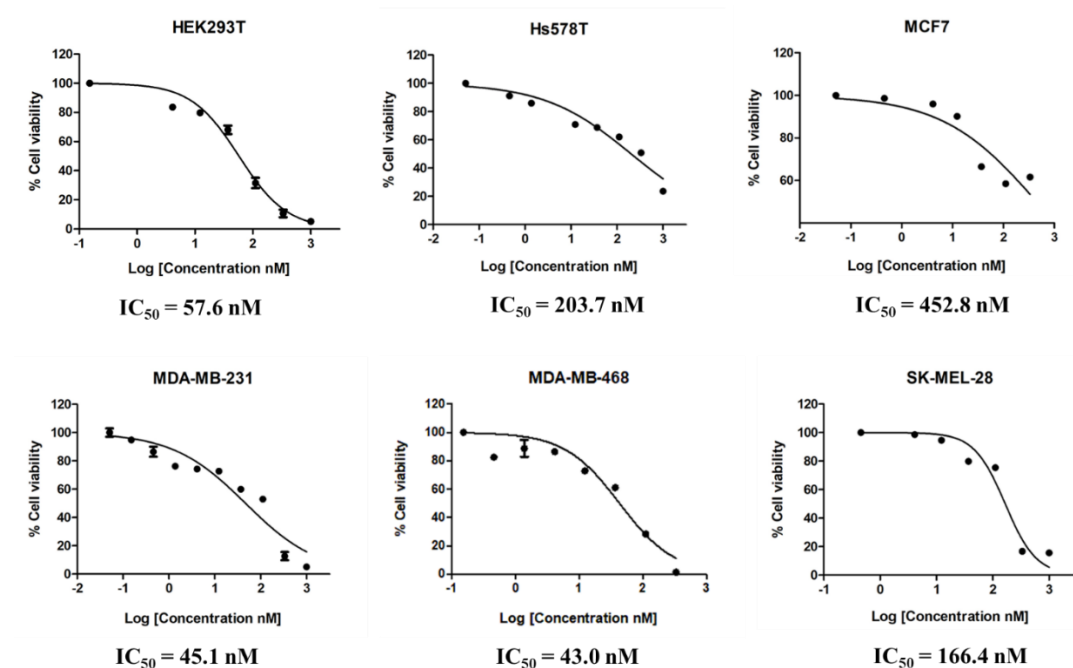 HEK293T
120
100
80
60
40
20
0
-1 0 1 2 3 4
% Cell viability
Log [Concentration nM]
IC50 = 57.6 nM
Hs578T
120
100
80
60
40
20
0
-2 -1 0 1 2 3 4
% Cell viability
Log [Concentration nM]
IC50 = 203.7 nM
MCF7
120
100
80
60
-2 -1 0 1 2 3
% Cell viability
Log [Concentration nM]
IC50 = 452.8 nM
MDA-MB-231
120
100
80
60
40
20
0
-2 -1 0 1 2 3 4
% Cell viability
Log [Concentration nM]
IC50 = 45.1 nM
MDA-MB-468
120
100
80
60
40
20
0
-1 0 1 2 3
% Cell viability
Log [Concentration nM]
IC50 = 43.0 nM
SK-MEL-28
120
100
80
60
40
20
0
-1 0 1 2 3 4
% Cell viability
Log [Concentration nM]
IC50 = 166.4 nM